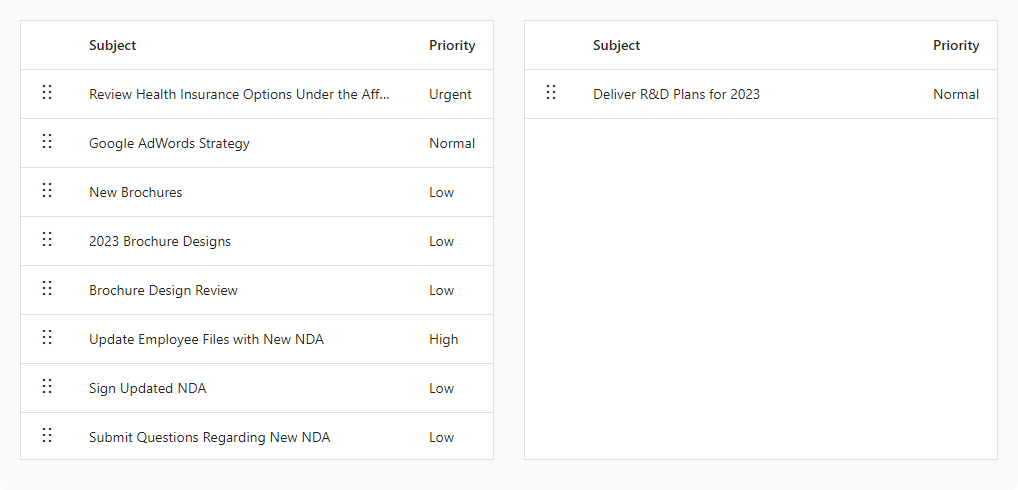 Subject Priority
Review Health Insurance Options Under the Aff... Urgent
Google AdWords Strategy Normal
New Brochures Low
2023 Brochure Designs Low
Brochure Design Review Low
Update Employee Files with New NDA High
Sign Updated NDA Low
Submit Questions Regarding New NDA Low
Subject Priority
Deliver R&D Plans for 2023 Normal